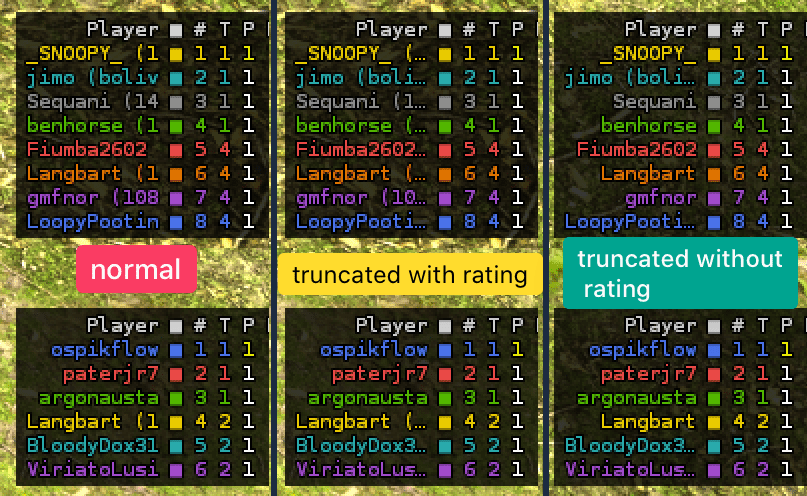 Player ■ # T P
_SNOOPY_ (1 ■ 1 1 1
jimo (boliv ■ 2 1 1
Sequani (14 ■ 3 1 1
benhorse (1 ■ 4 1 1
Fiumba2602 ■ 5 4 1
Langbart (1 ■ 6 4 1
gmfnor (108 ■ 7 4 1
LoopyPootin ■ 8 4 1
normal
Player ■ # T P
ospikflow ■ 1 1 1
paterjr7 ■ 2 1 1
argonausta ■ 3 1 1
Langbart (1 ■ 4 2 1
BloodyDox31 ■ 5 2 1
ViriatoLusi ■ 6 2 1
Player ■ # T P
_SNOOPY_ (… ■ 1 1 1
jimo (boli… ■ 2 1 1
Sequani (1… ■ 3 1 1
benhorse (… ■ 4 1 1
Fiumba2602… ■ 5 4 1
Langbart (… ■ 6 4 1
gmfnor (10… ■ 7 4 1
LoopyPooti… ■ 8 4 1
truncated with rating
Player ■ # T P
ospikflow ■ 1 1 1
paterjr7 ■ 2 1 1
argonausta ■ 3 1 1
Langbart (… ■ 4 2 1
BloodyDox3… ■ 5 2 1
ViriatoLus… ■ 6 2 1
Player ■ # T P
_SNOOPY_ ■ 1 1 1
jimo (boli… ■ 2 1 1
Sequani ■ 3 1 1
benhorse ■ 4 1 1
Fiumba2602 ■ 5 4 1
Langbart ■ 6 4 1
gmfnor ■ 7 4 1
LoopyPooti… ■ 8 4 1
truncated without
rating
Player ■ # T P
ospikflow ■ 1 1 1
paterjr7 ■ 2 1 1
argonausta ■ 3 1 1
Langbart ■ 4 2 1
BloodyDox3… ■ 5 2 1
ViriatoLus… ■ 6 2 1